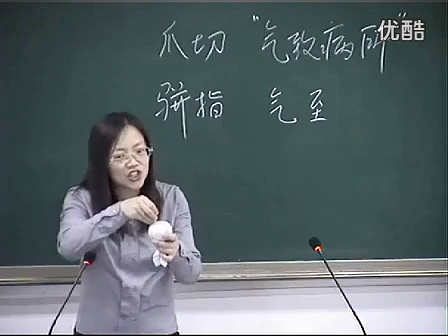 爪切 “气致病所”
骈指 气至
优酷